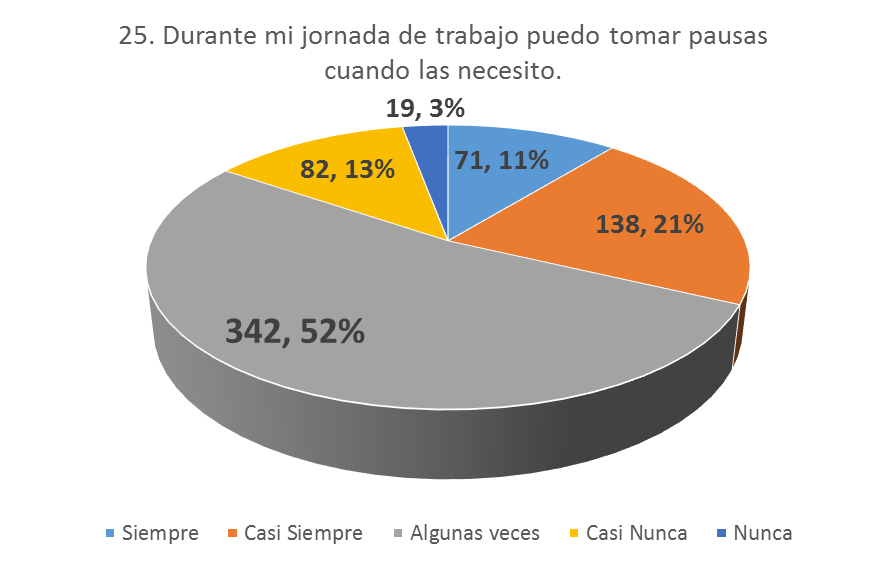 25. Durante mi jornada de trabajo puedo tomar pausas
cuando las necesito.
19, 3%
71, 11%
82, 13%
138, 21%
342, 52%
Siempre Casi Siempre Algunas veces Casi Nunca Nunca